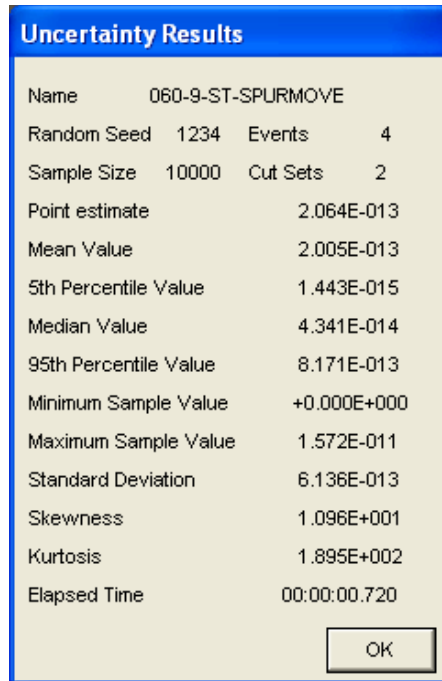 Uncertainty Results
Name 060-9-ST-SPURMOVE
Random Seed 1234 Events 4
Sample Size 10000 Cut Sets 2
Point estimate 2.064E-013
Mean Value 2.005E-013
5th Percentile Value 1.443E-015
Median Value 4.341E-014
95th Percentile Value 8.171E-013
Minimum Sample Value +0.000E+000
Maximum Sample Value 1.572E-011
Standard Deviation 6.136E-013
Skewness 1.096E+001
Kurtosis 1.895E+002
Elapsed Time 00:00:00.720
OK